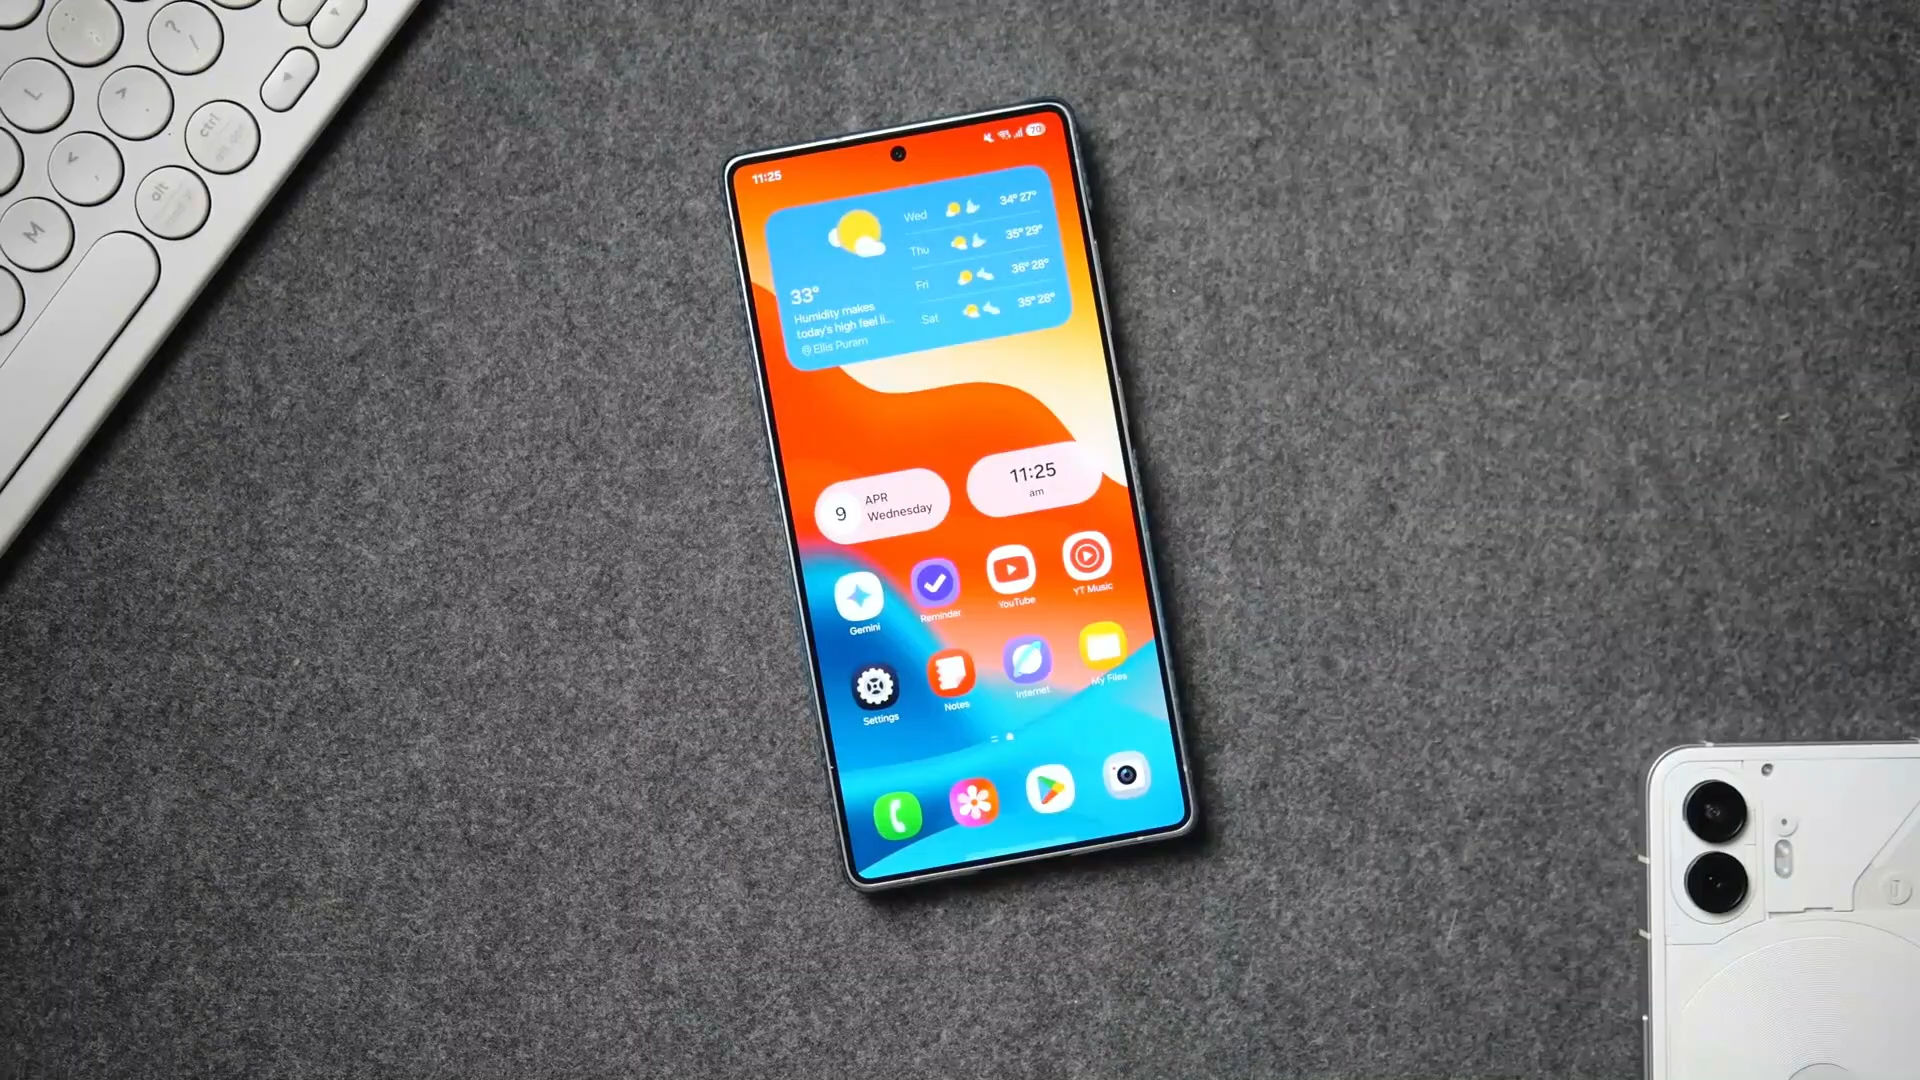 ?
/
L
^
.
ctrl
<
,
alt
M
11:25
70
33°
Humidity makes
today's high feel li...
Ellis Puram
Wed 34° 27°
Thu 35° 29°
Fri 36° 28°
Sat 35° 28°
9
APR
Wednesday
11:25
am
Gemini
Reminder
YouTube
YT Music
Settings
Notes
Internet
My Files